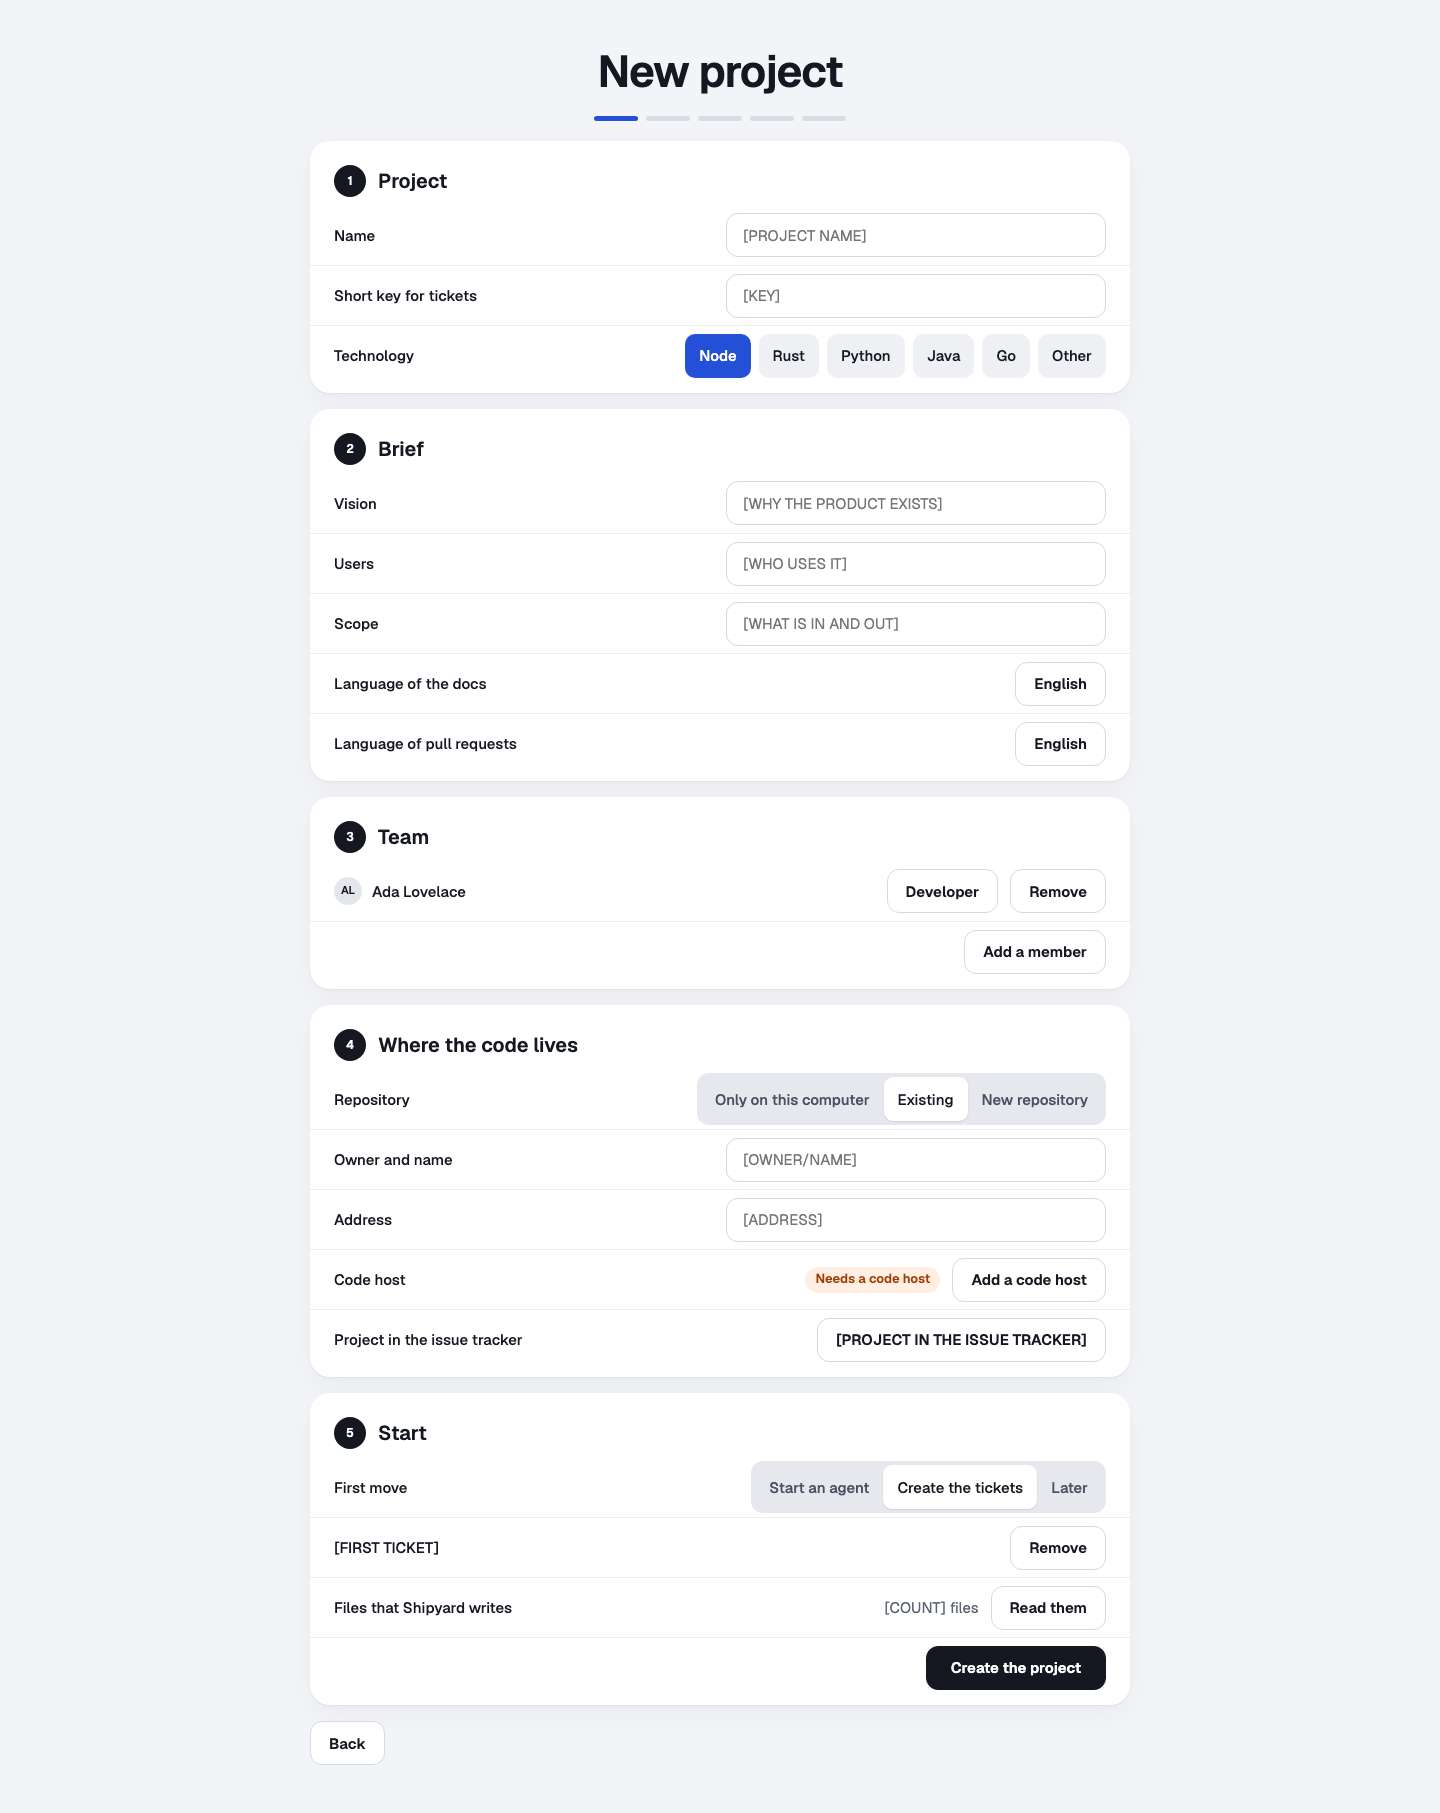 New project
1 Project
Name [PROJECT NAME]
Short key for tickets [KEY]
Technology Node Rust Python Java Go Other
2 Brief
Vision [WHY THE PRODUCT EXISTS]
Users [WHO USES IT]
Scope [WHAT IS IN AND OUT]
Language of the docs English
Language of pull requests English
3 Team
AL Ada Lovelace Developer Remove
Add a member
4 Where the code lives
Repository Only on this computer Existing New repository
Owner and name [OWNER/NAME]
Address [ADDRESS]
Code host Needs a code host Add a code host
Project in the issue tracker [PROJECT IN THE ISSUE TRACKER]
5 Start
First move Start an agent Create the tickets Later
[FIRST TICKET] Remove
Files that Shipyard writes [COUNT] files Read them
Create the project
Back